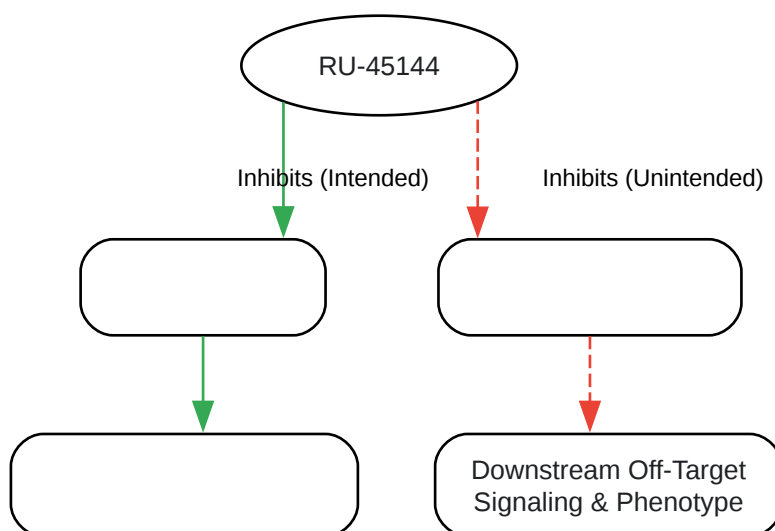 RU-45144
Inhibits (Intended)
Inhibits (Unintended)
Downstream Off-Target
Signaling & Phenotype